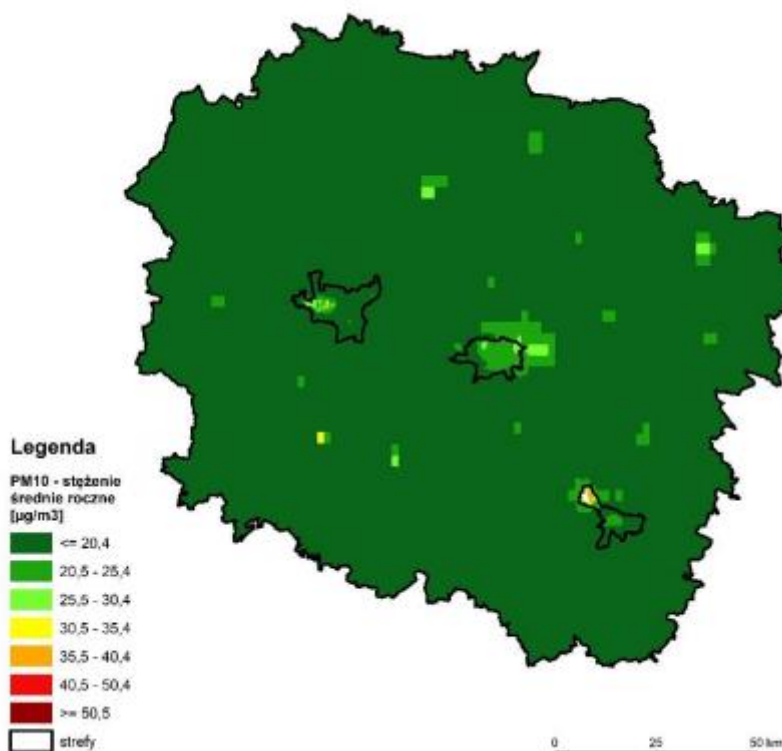 Legenda
PM10 - stężenie
średnie roczne
[µg/m3]
<= 20,4
20,5 - 25,4
25,5 - 30,4
30,5 - 35,4
35,5 - 40,4
40,5 - 50,4
>= 50,5
strefy
0 25 50 km